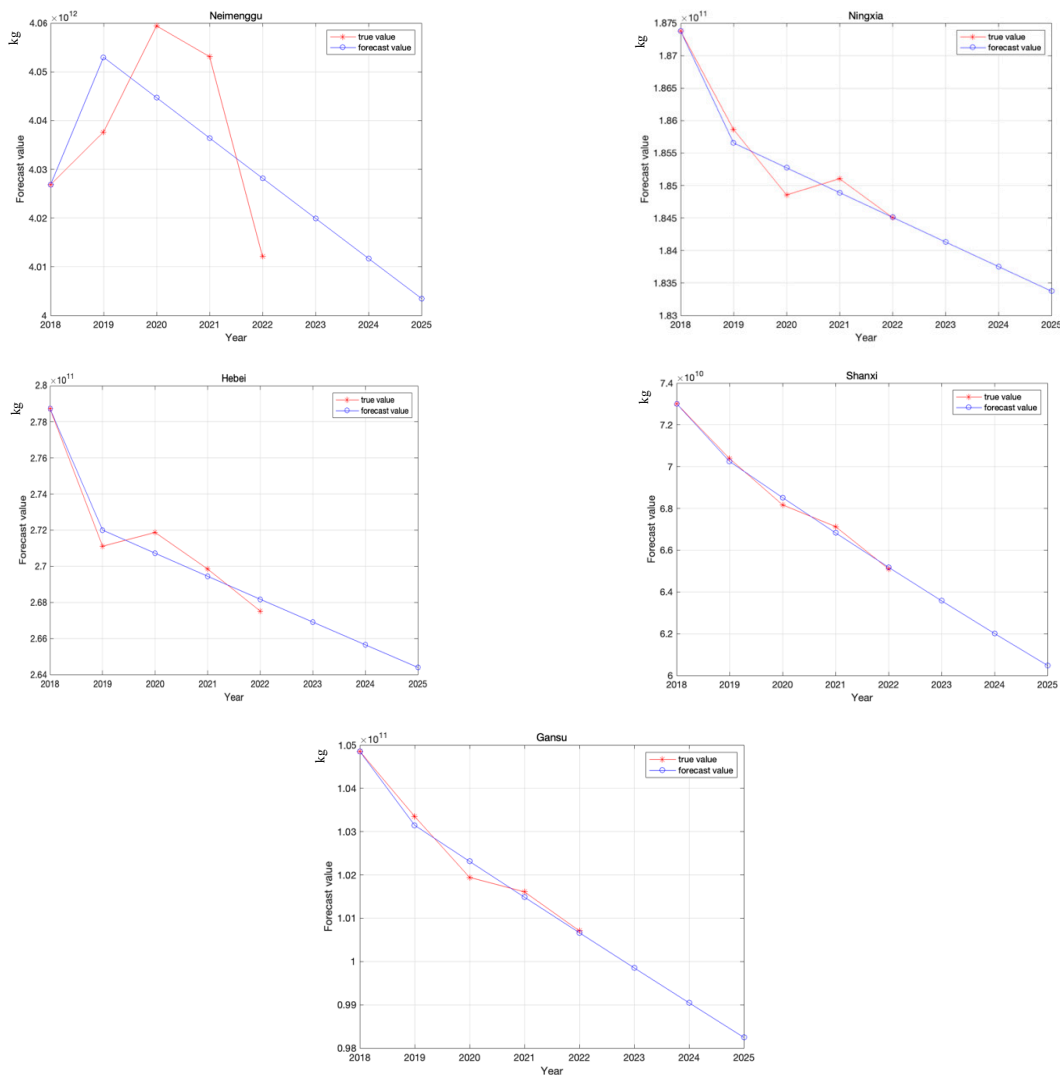 Neimenggu
×10^12
kg
4.06
4.05
4.04
4.03
4.02
4.01
4
Forecast value
true value
forecast value
2018 2019 2020 2021 2022 2023 2024 2025
Year
Ningxia
×10^11
kg
1.875
1.87
1.865
1.86
1.855
1.85
1.845
1.84
1.835
1.83
Forecast value
true value
forecast value
2018 2019 2020 2021 2022 2023 2024 2025
Year
Hebei
×10^11
kg
2.8
2.78
2.76
2.74
2.72
2.7
2.68
2.66
2.64
Forecast value
true value
forecast value
2018 2019 2020 2021 2022 2023 2024 2025
Year
Shanxi
×10^10
kg
7.4
7.2
7
6.8
6.6
6.4
6.2
6
Forecast value
true value
forecast value
2018 2019 2020 2021 2022 2023 2024 2025
Year
Gansu
×10^11
kg
1.05
1.04
1.03
1.02
1.01
1
0.99
0.98
Forecast value
true value
forecast value
2018 2019 2020 2021 2022 2023 2024 2025
Year